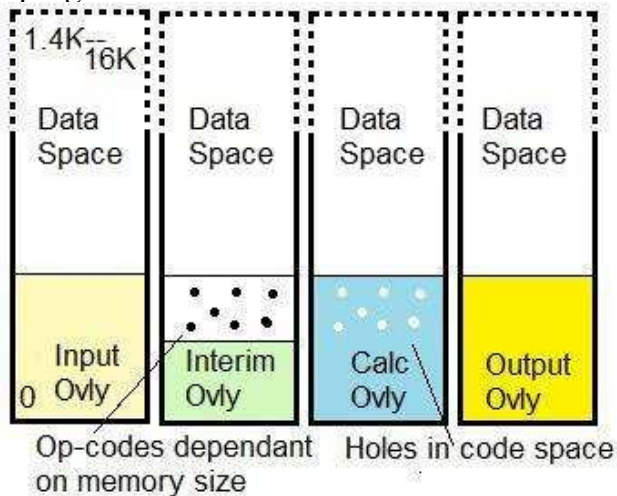 1.4K--
16K
Data
Space
Data
Space
Data
Space
Data
Space
Input
Ovly
0
Interim
Ovly
Calc
Ovly
Output
Ovly
Op-codes dependant
on memory size
Holes in code space